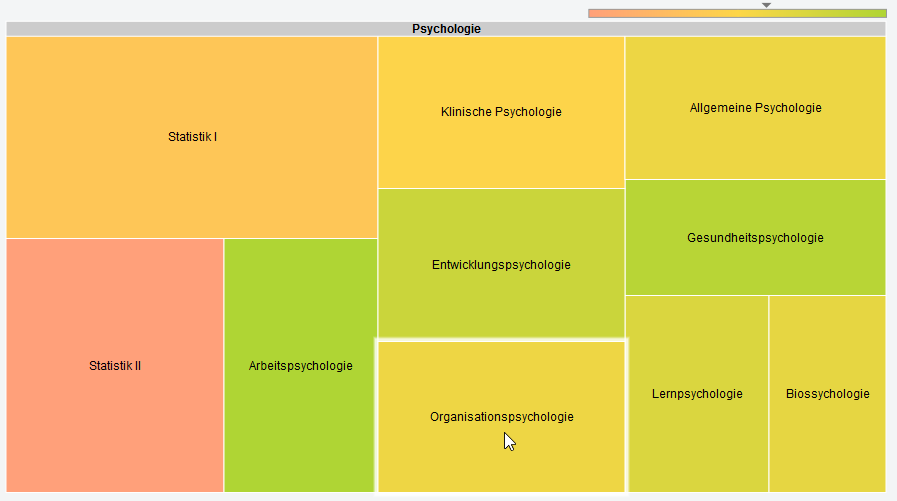 Psychologie
Statistik I
Klinische Psychologie
Allgemeine Psychologie
Gesundheitspsychologie
Entwicklungspsychologie
Statistik II
Arbeitspsychologie
Organisationspsychologie
Lernpsychologie
Biossychologie